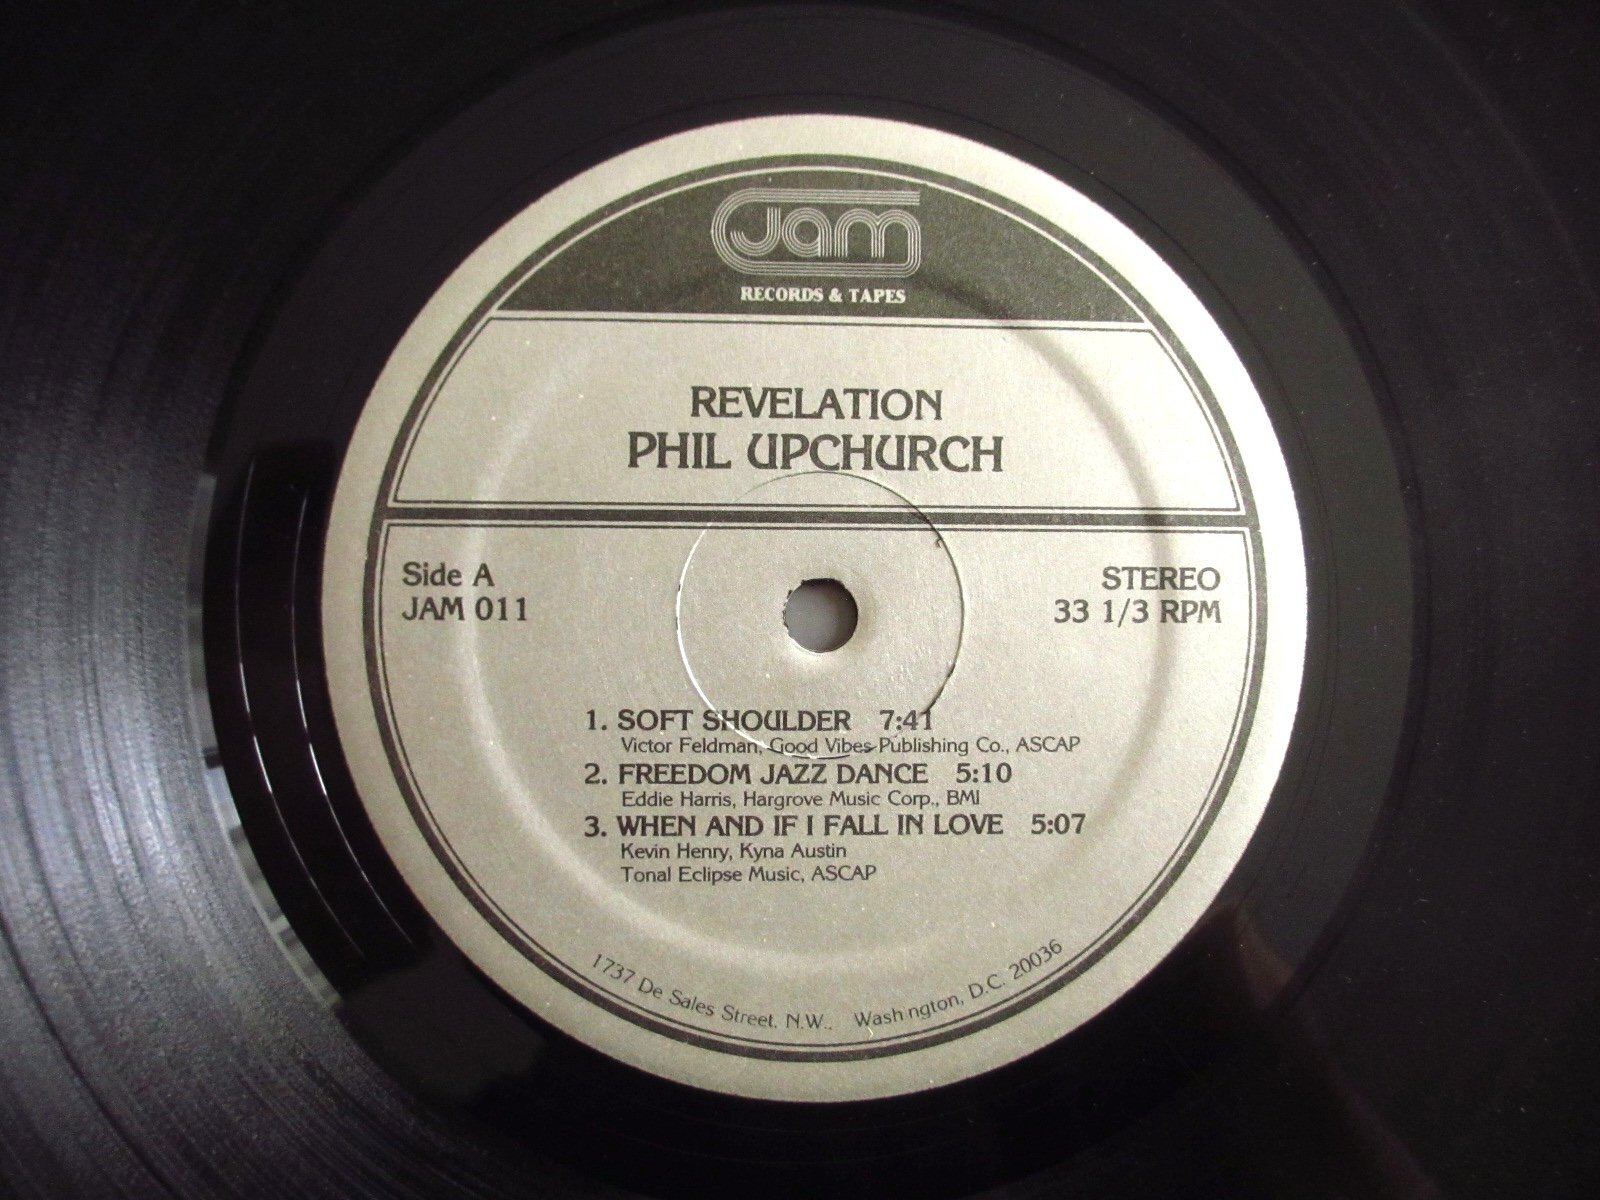 Jam
RECORDS & TAPES
REVELATION
PHIL UPCHURCH
Side A
JAM 011
STEREO
33 1/3 RPM
1. SOFT SHOULDER 7:41
Victor Feldman, Good Vibes Publishing Co., ASCAP
2. FREEDOM JAZZ DANCE 5:10
Eddie Harris, Hargrove Music Corp., BMI
3. WHEN AND IF I FALL IN LOVE 5:07
Kevin Henry, Kyna Austin
Tonal Eclipse Music, ASCAP
1737 De Sales Street, N.W., Washington, D.C. 20036